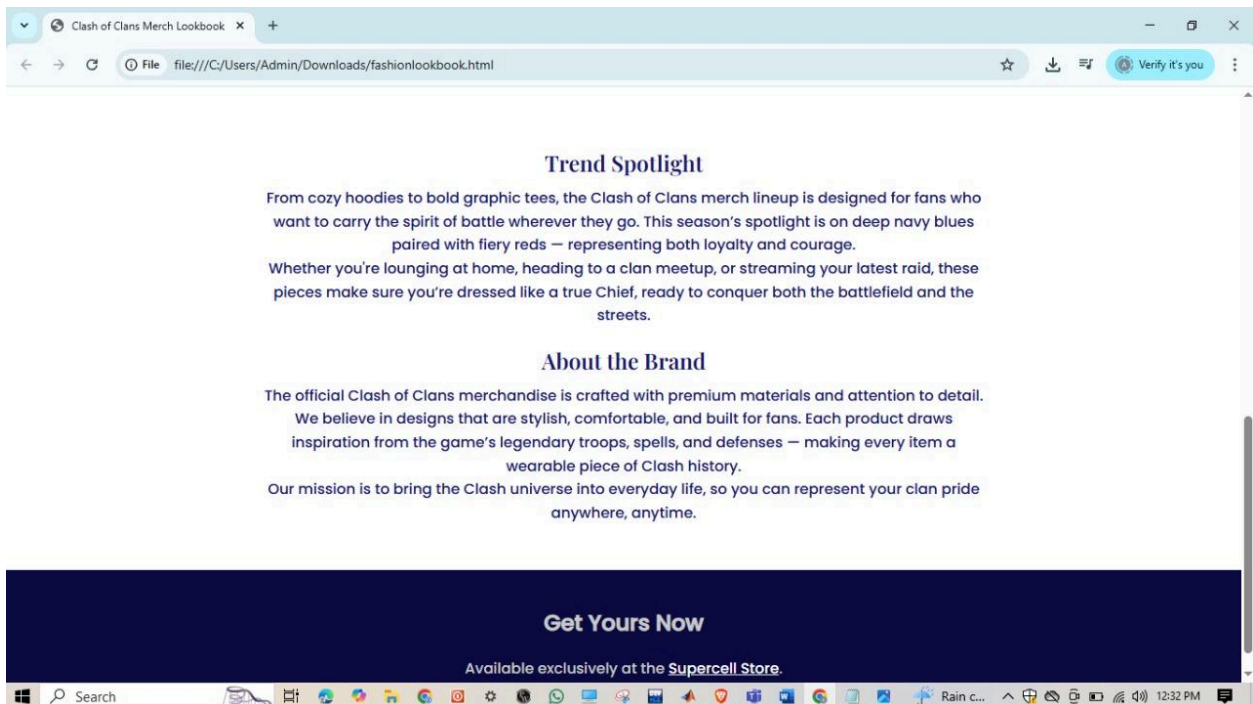 Clash of Clans Merch Lookbook
File file:///C:/Users/Admin/Downloads/fashionlookbook.html
Verify it's you
Trend Spotlight
From cozy hoodies to bold graphic tees, the Clash of Clans merch lineup is designed for fans who
want to carry the spirit of battle wherever they go. This season’s spotlight is on deep navy blues
paired with fiery reds — representing both loyalty and courage.
Whether you're lounging at home, heading to a clan meetup, or streaming your latest raid, these
pieces make sure you’re dressed like a true Chief, ready to conquer both the battlefield and the
streets.
About the Brand
The official Clash of Clans merchandise is crafted with premium materials and attention to detail.
We believe in designs that are stylish, comfortable, and built for fans. Each product draws
inspiration from the game’s legendary troops, spells, and defenses — making every item a
wearable piece of Clash history.
Our mission is to bring the Clash universe into everyday life, so you can represent your clan pride
anywhere, anytime.
Get Yours Now
Available exclusively at the Supercell Store.
Search
Rain c...
12:32 PM